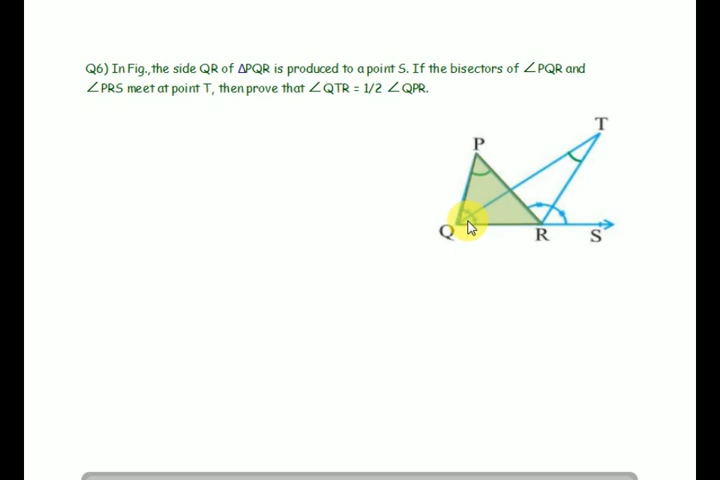 Q6) In Fig.,the side QR of ∆PQR is produced to a point S. If the bisectors of ∠PQR and
∠PRS meet at point T, then prove that ∠QTR = 1/2 ∠QPR.
T
P
Q
R
S